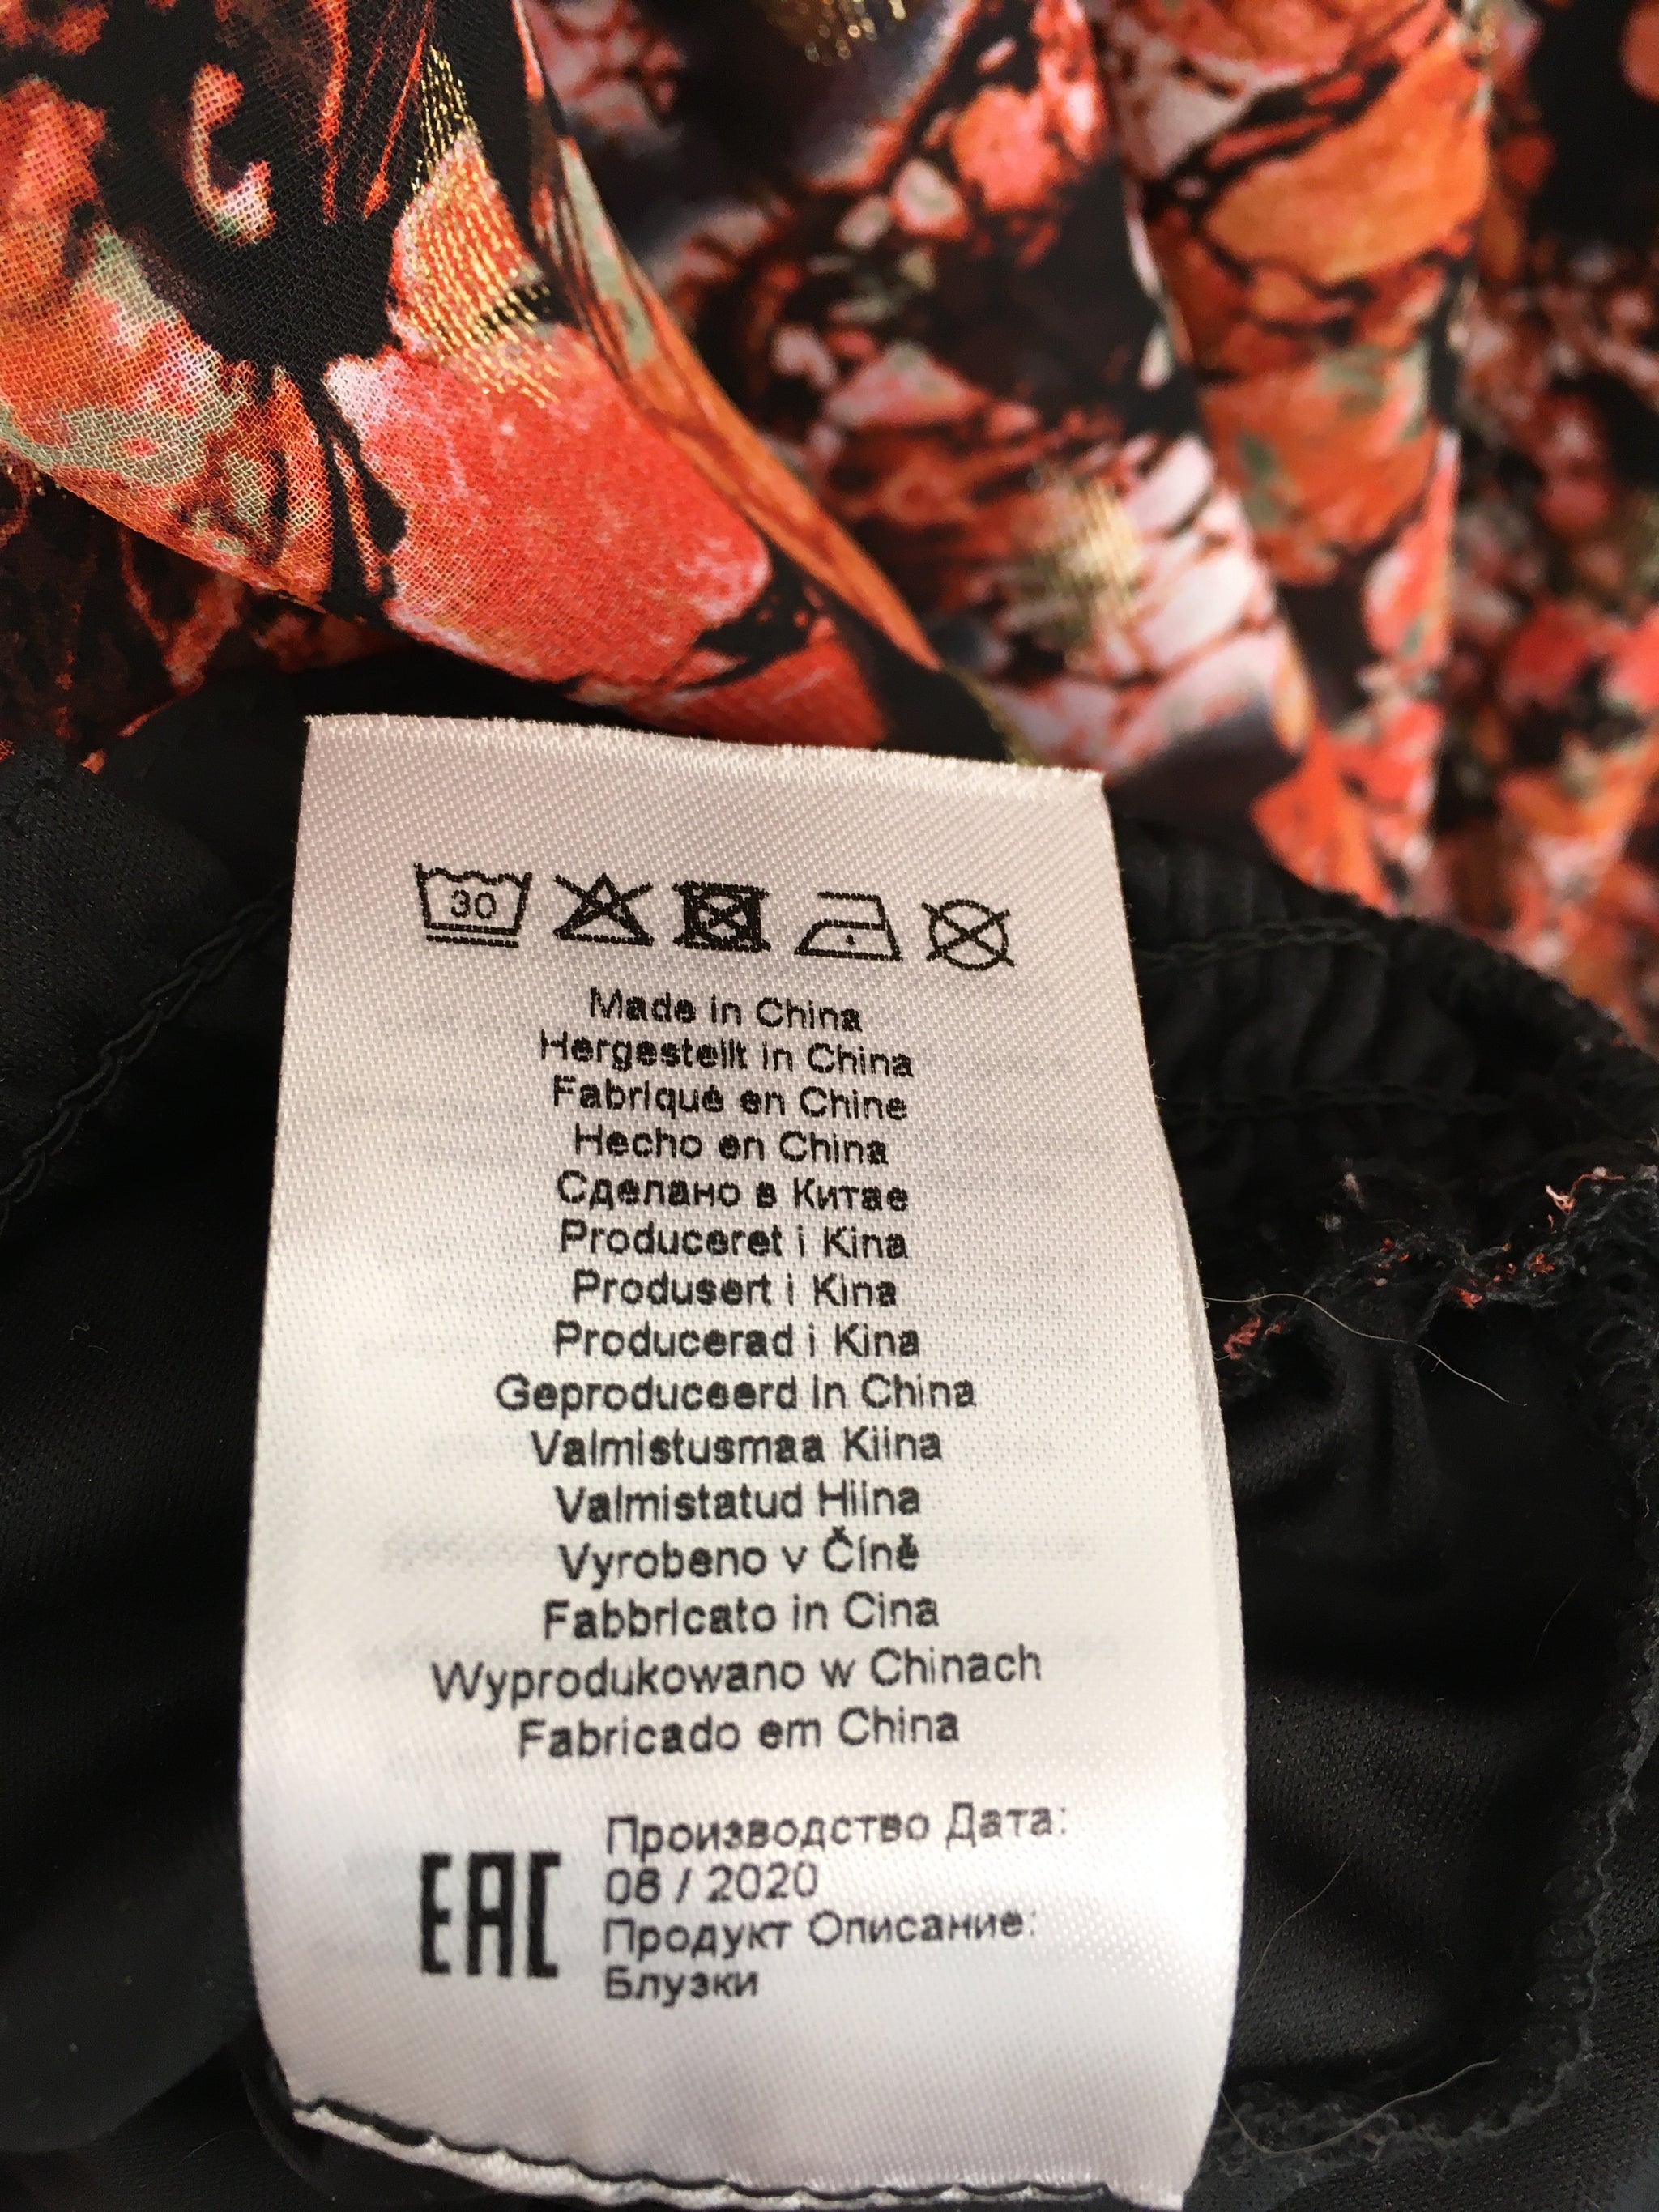 30
Made in China
Hergestellt in China
Fabriqué en Chine
Hecho en China
Сделано в Китае
Produceret i Kina
Produsert i Kina
Producerad i Kina
Geproduceerd in China
Valmistusmaa Kiina
Valmistatud Hiina
Vyrobeno v Číně
Fabbricato in Cina
Wyprodukowano w Chinach
Fabricado em China
EAC
Производство Дата:
08 / 2020
Продукт Описание:
Блузки